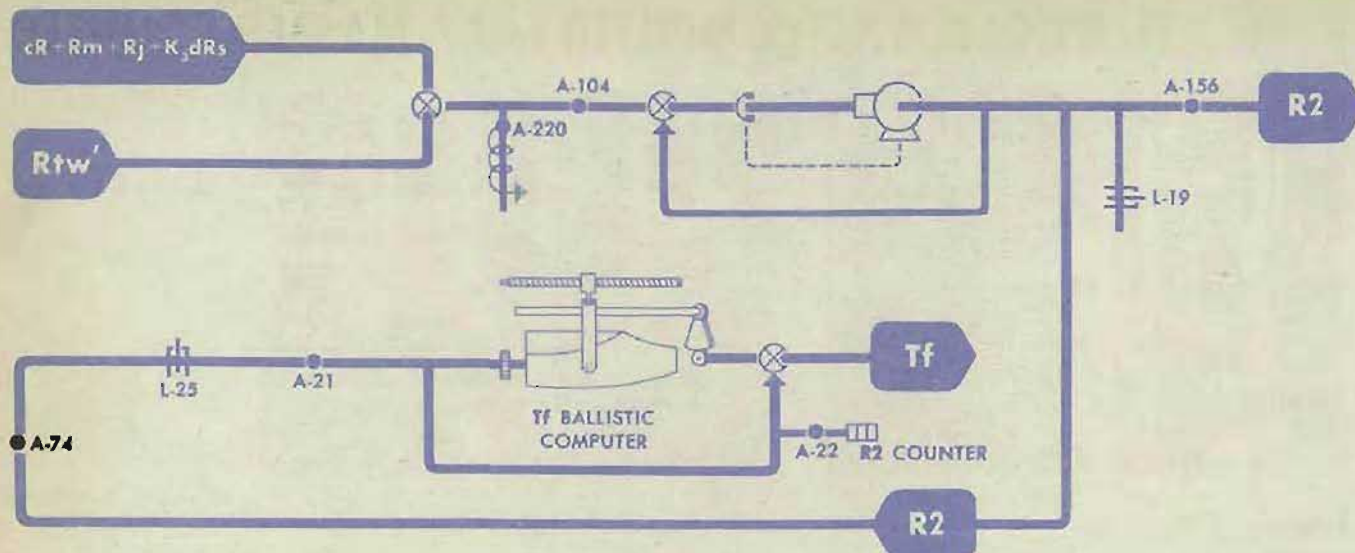 cR + Rm + Rj + K₃dRs
A-104
A-156
R2
A-220
Rtw'
L-19
Tf
L-25
A-21
Tf BALLISTIC
COMPUTER
A-74
A-22
R2 COUNTER
R2